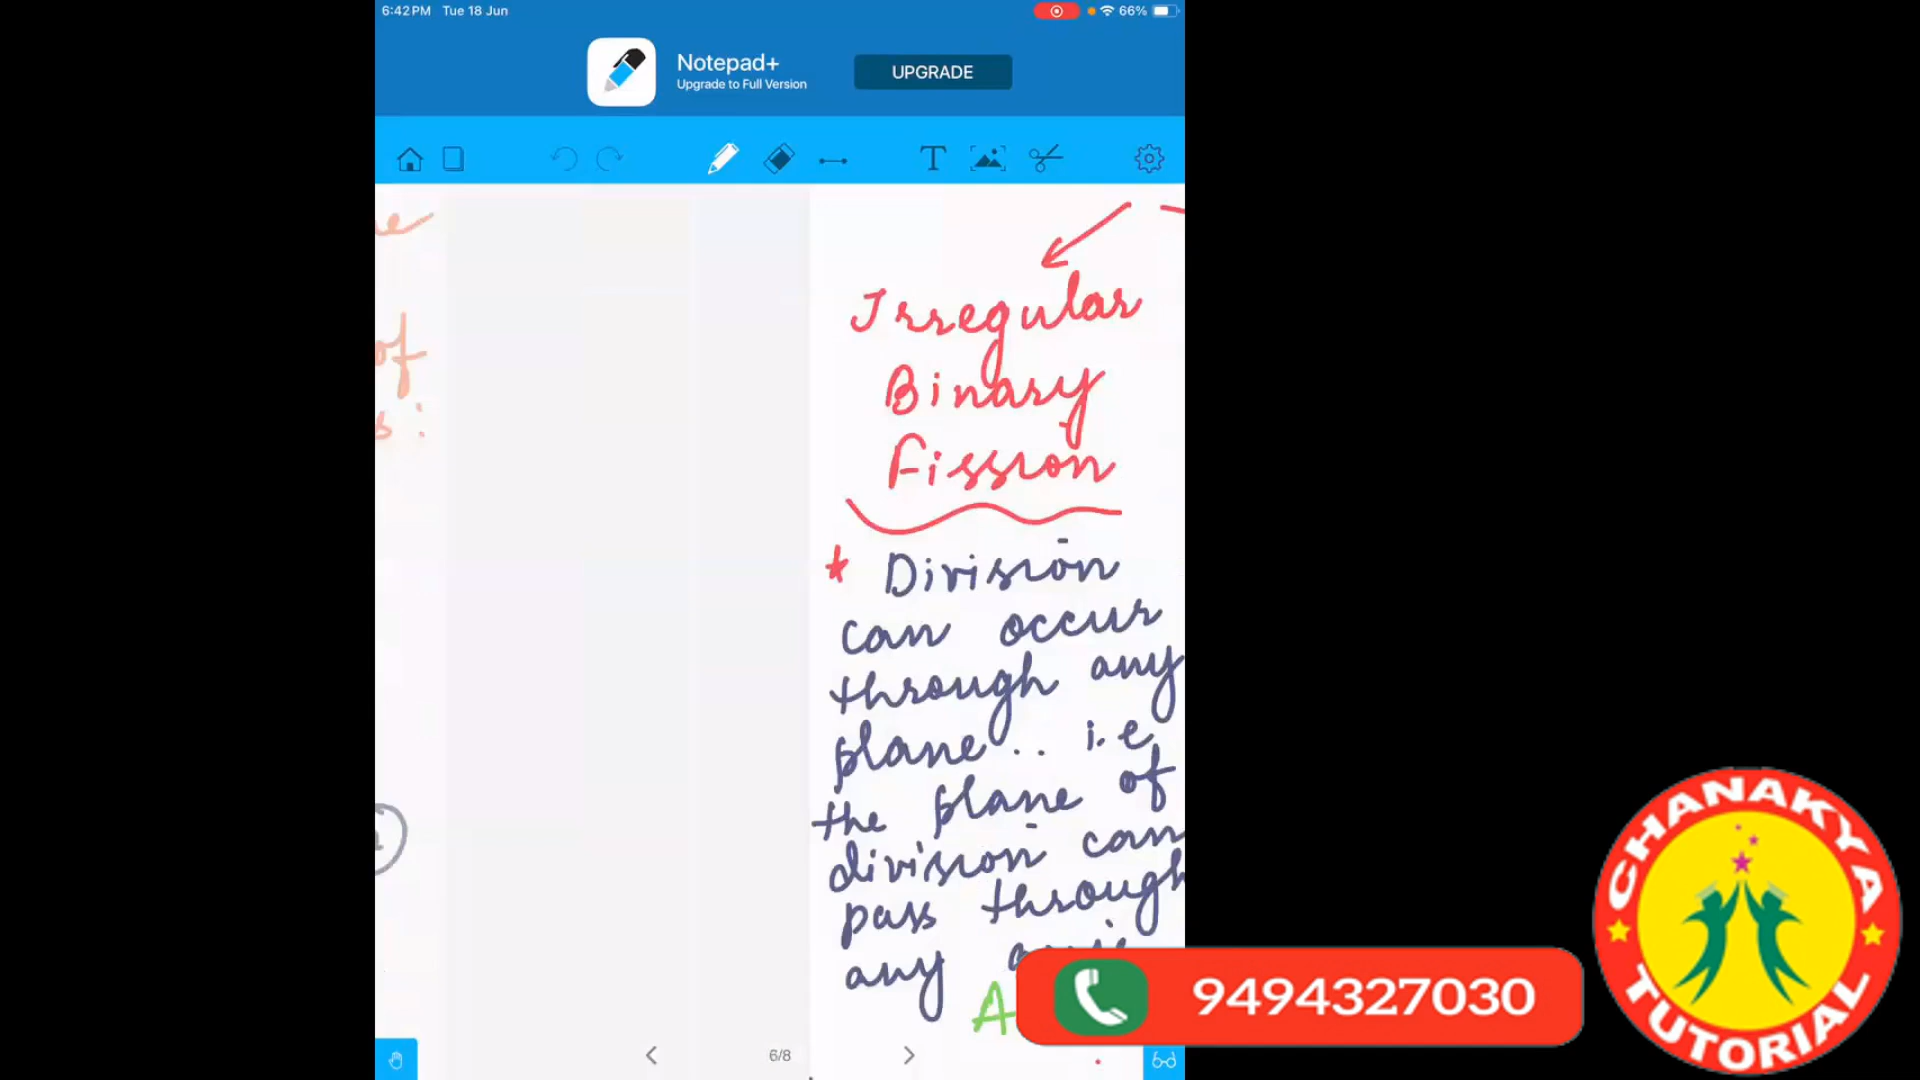 6:42 PM Tue 18 Jun
66%
Notepad+
Upgrade to Full Version
UPGRADE
T
of
Irregular
Binary
Fission
* Division
can occur
through any
plane.. i.e
the plane of
division can
pass through
any
A
9494327030
6/8
CHANAKYA
TUTORIAL